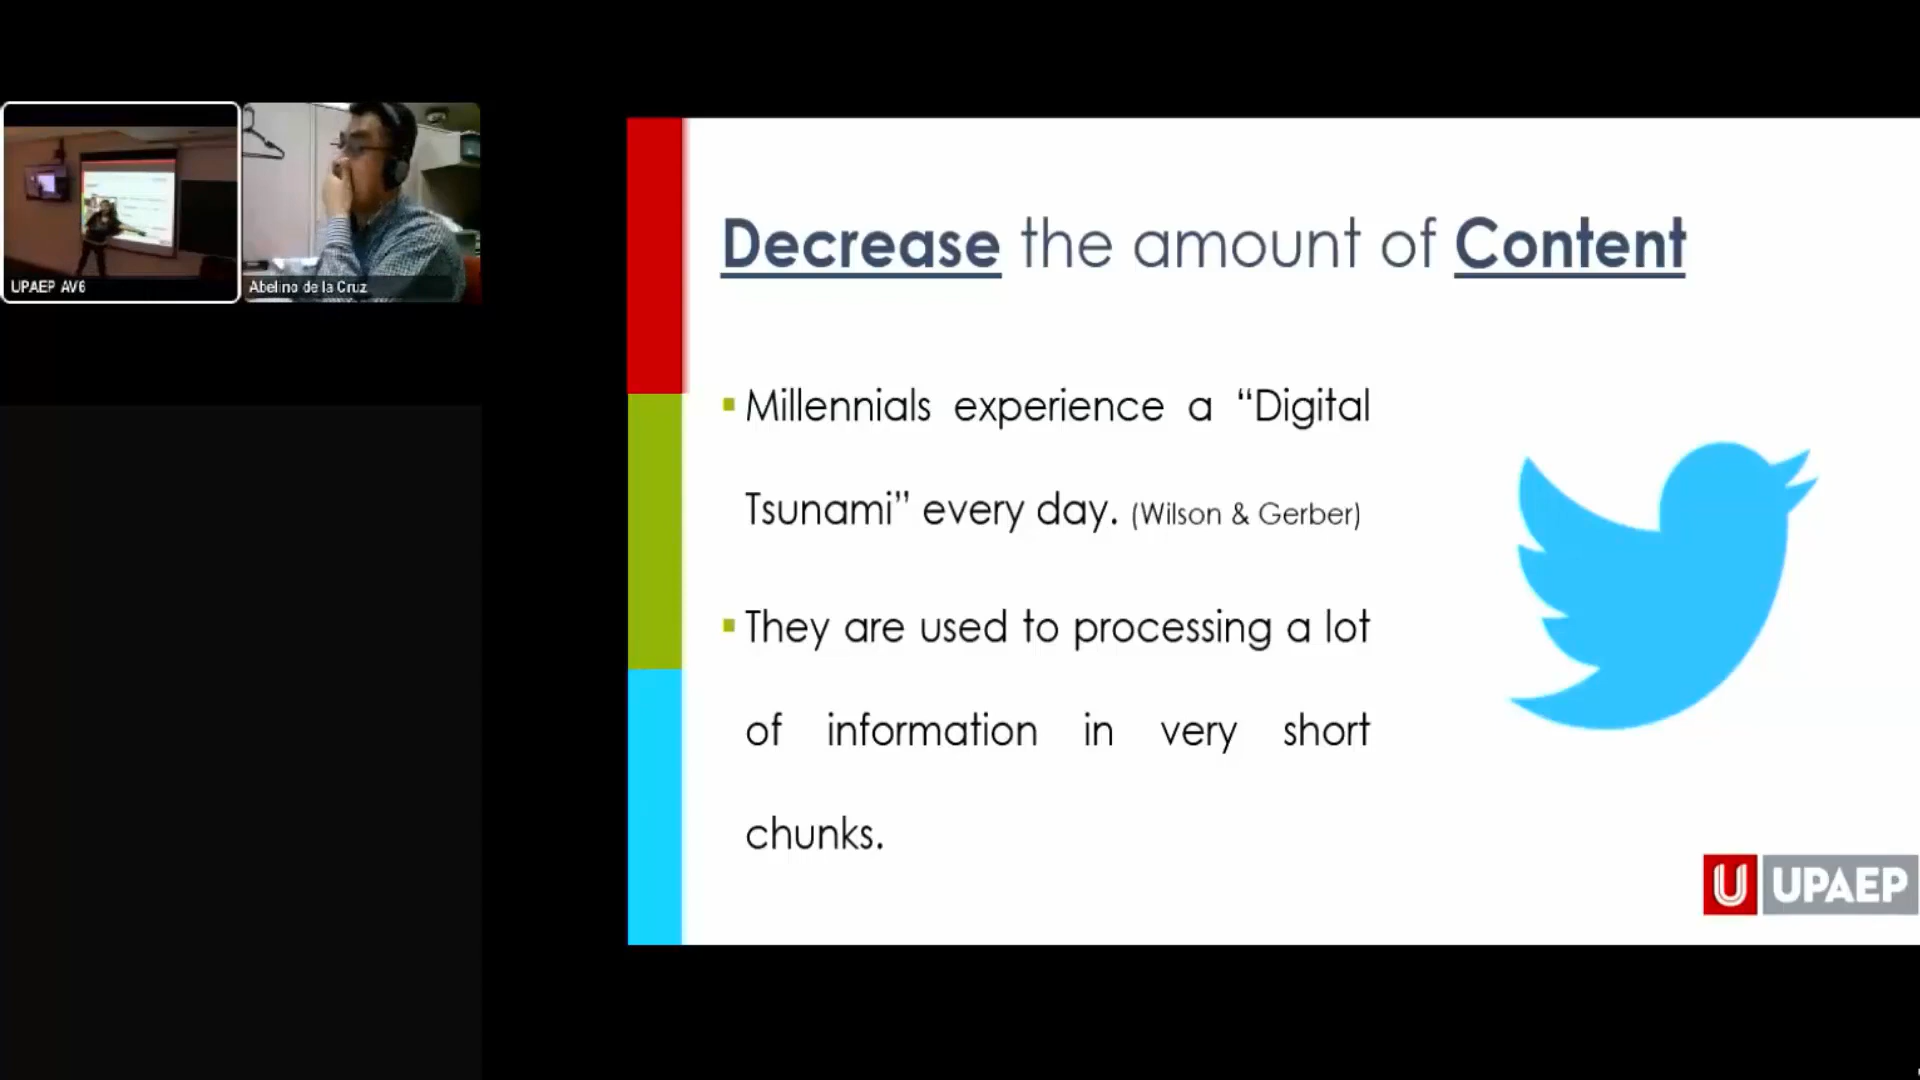 UPAEP AV6
Abelino de la Cruz
Decrease the amount of Content
▪ Millennials experience a “Digital
Tsunami” every day. (Wilson & Gerber)
▪ They are used to processing a lot
of information in very short
chunks.
U UPAEP